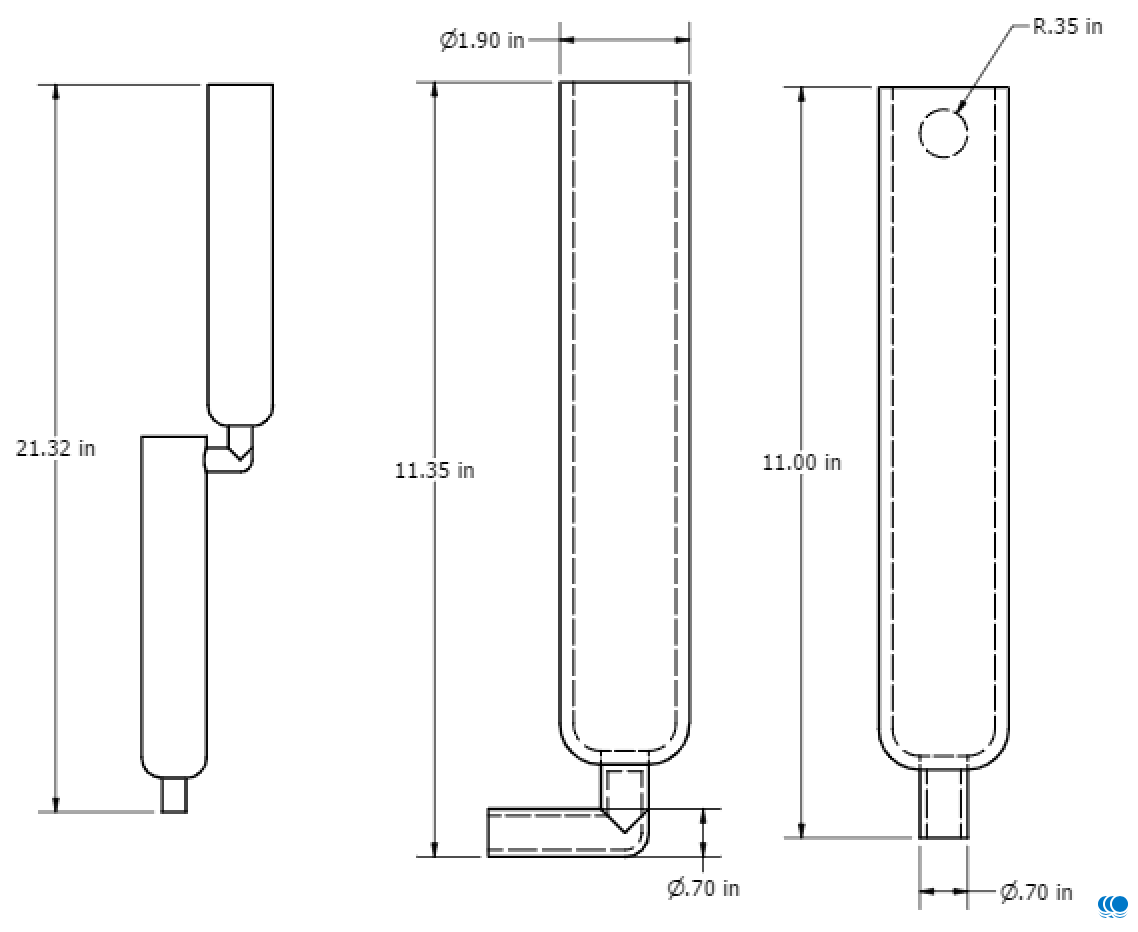 Ø1.90 in
R.35 in
21.32 in
11.35 in
11.00 in
Ø.70 in
Ø.70 in